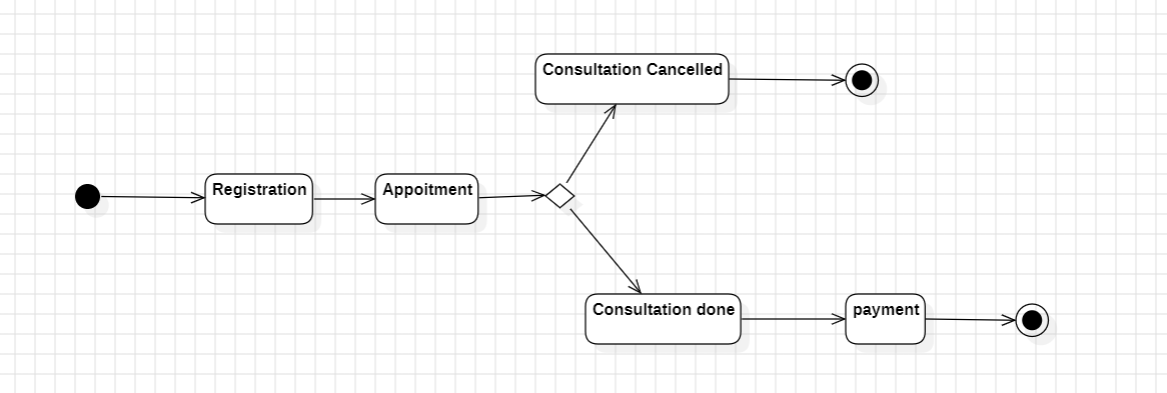 Consultation Cancelled
Registration
Appoitment
Consultation done
payment